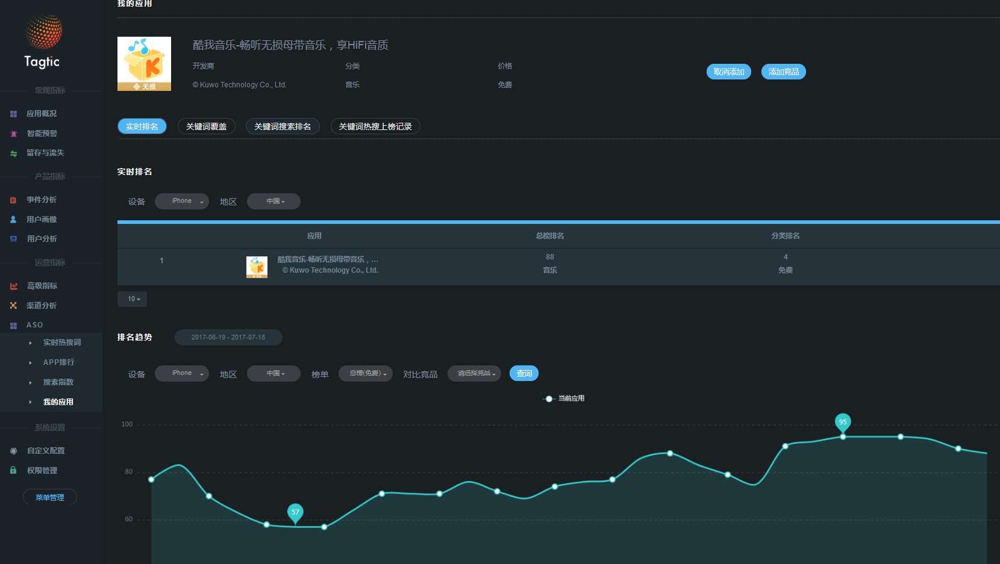 Tagtic
常规指标
应用概况
智能预警
留存与流失
产品指标
事件分析
用户画像
用户分析
运营指标
高级指标
渠道分析
ASO
实时热搜词
APP排行
搜索指数
我的应用
系统设置
自定义配置
权限管理
菜单管理
我的应用
无损
酷我音乐-畅听无损母带音乐，享HiFi音质
开发商 分类 价格
© Kuwo Technology Co., Ltd. 音乐 免费
取消添加 添加竞品
实时排名 关键词覆盖 关键词搜索排名 关键词热搜上榜记录
实时排名
设备 iPhone 地区 中国
应用 总榜排名 分类排名
1 酷我音乐-畅听无损母带音乐，... 88 4
© Kuwo Technology Co., Ltd. 音乐 免费
10
排名趋势 2017-06-19 - 2017-07-18
设备 iPhone 地区 中国 榜单 总榜(免费) 对比竞品 请选择竞品 查询
当前应用
100
95
80
57
60